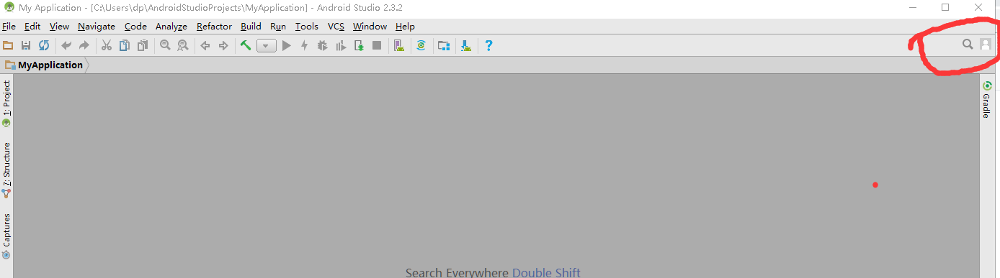 My Application - [C:\Users\dp\AndroidStudioProjects\MyApplication] - Android Studio 2.3.2
File Edit View Navigate Code Analyze Refactor Build Run Tools VCS Window Help
MyApplication
1: Project
7: Structure
Captures
Gradle
Search Everywhere Double Shift